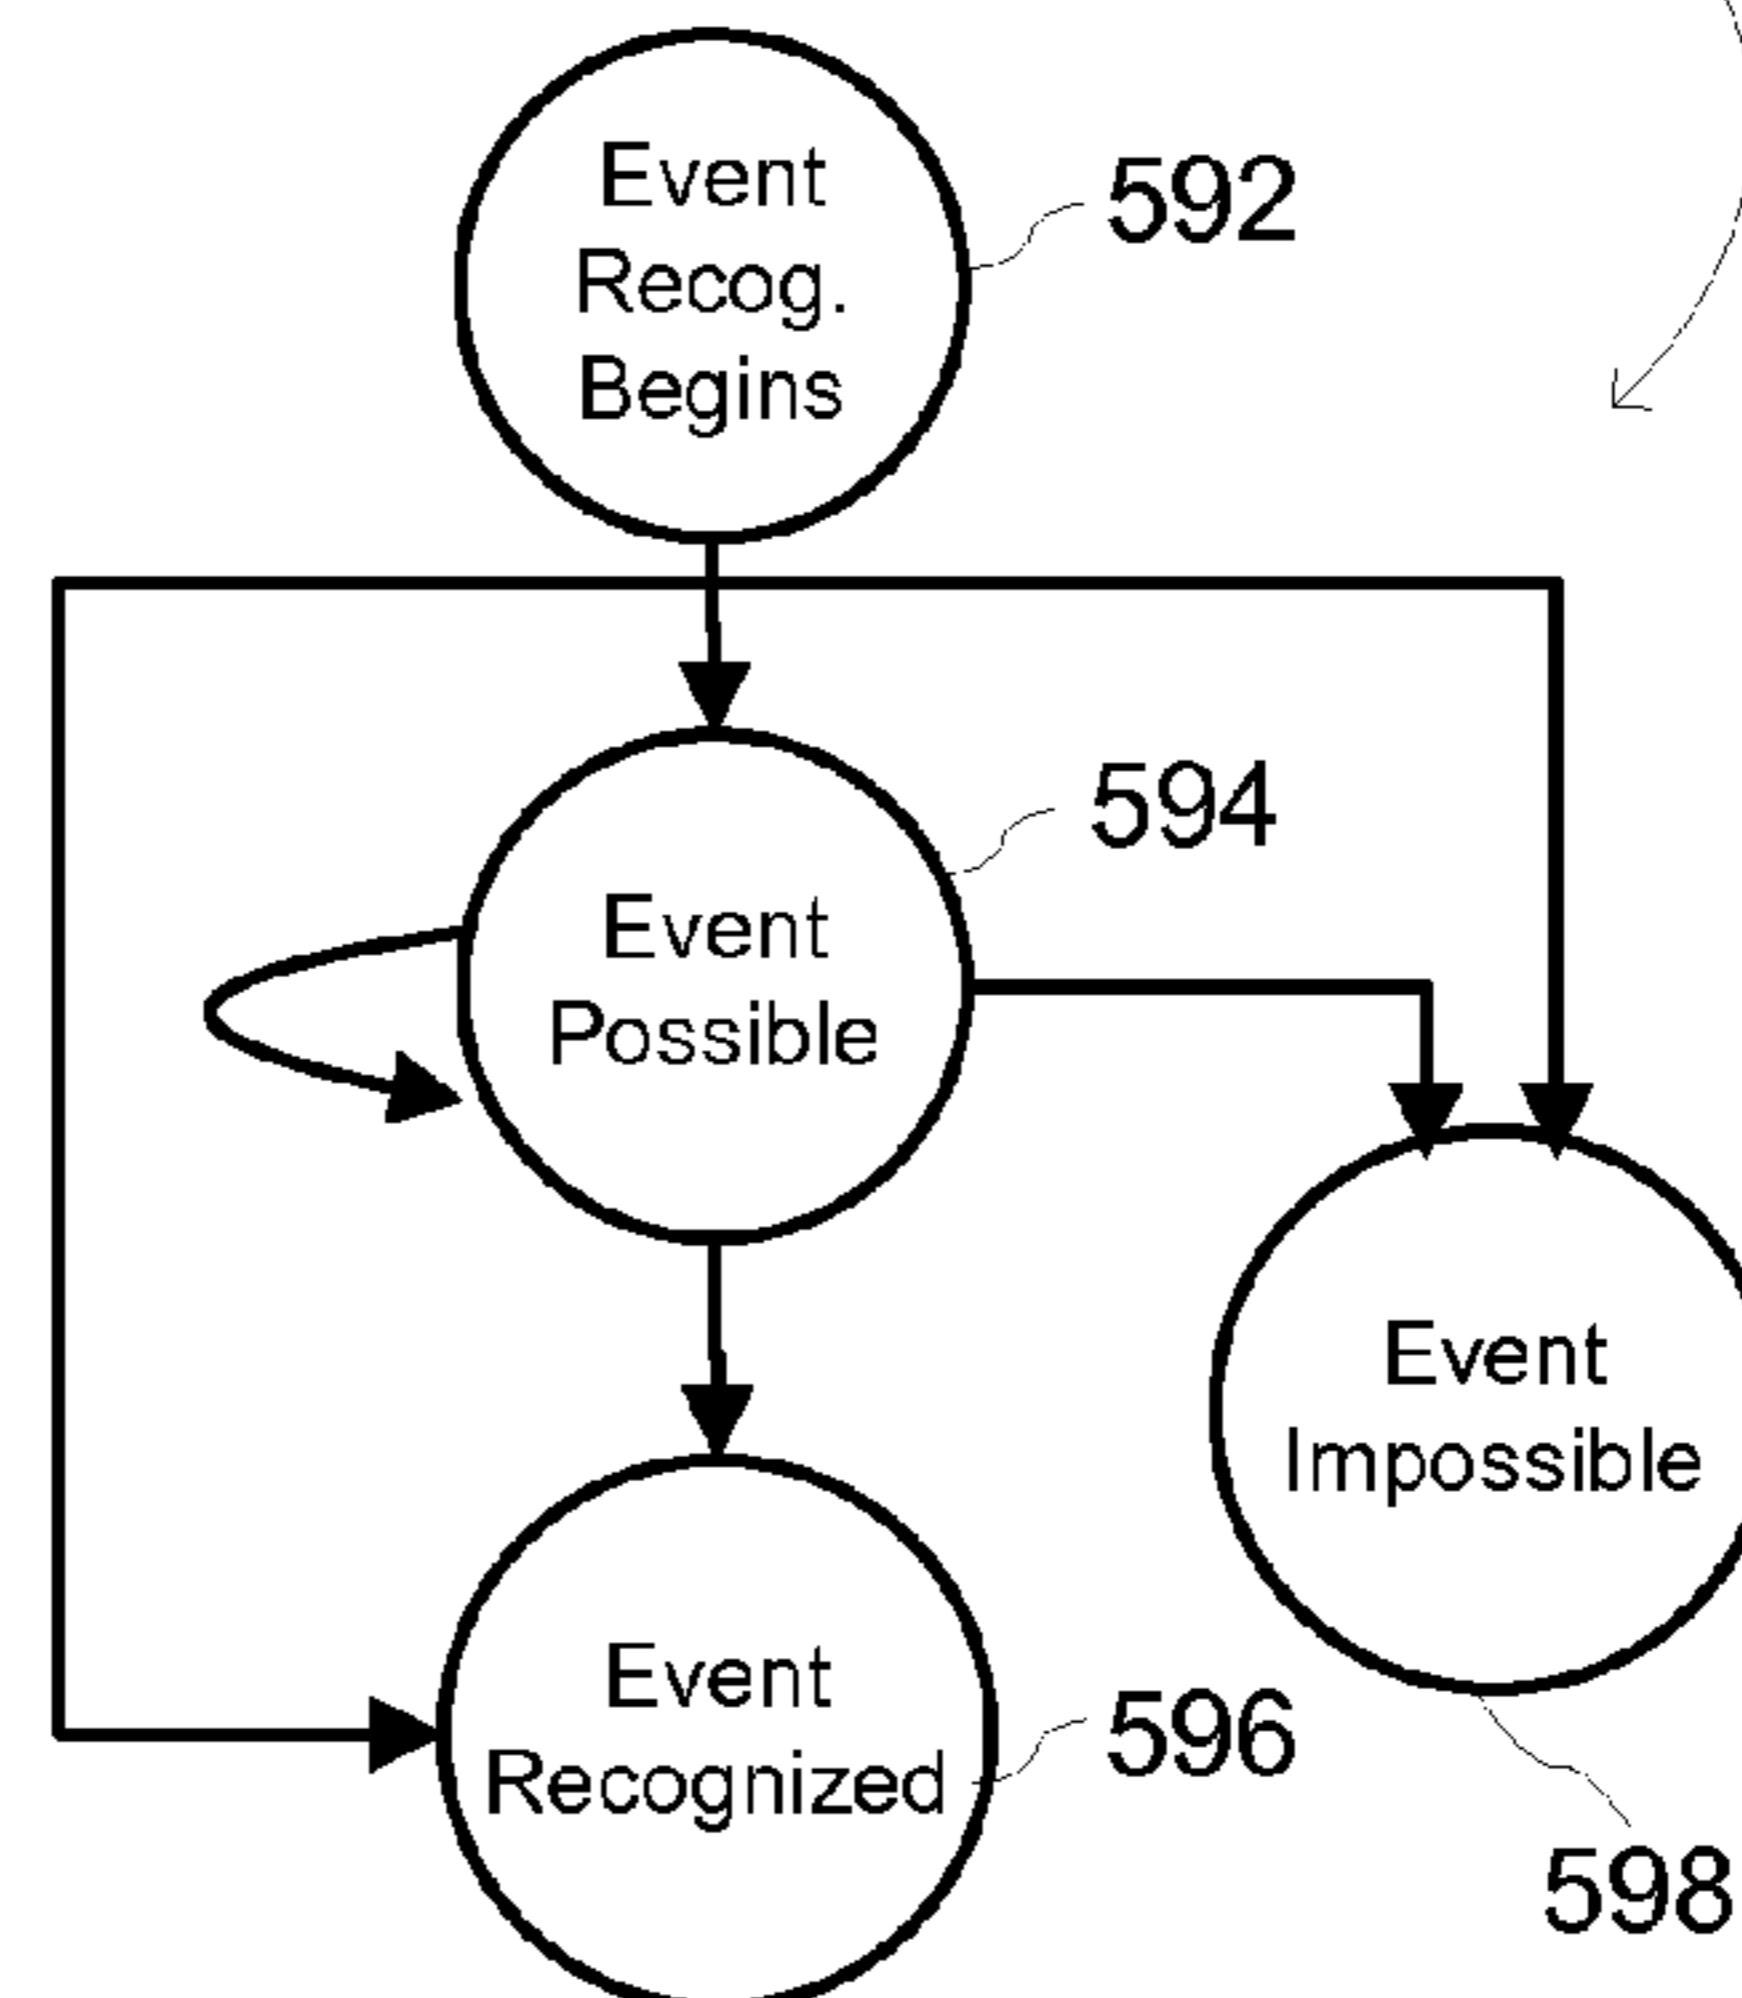 Event
Recog.
Begins
592
594
Event
Possible
Event
Impossible
Event
Recognized
596
598